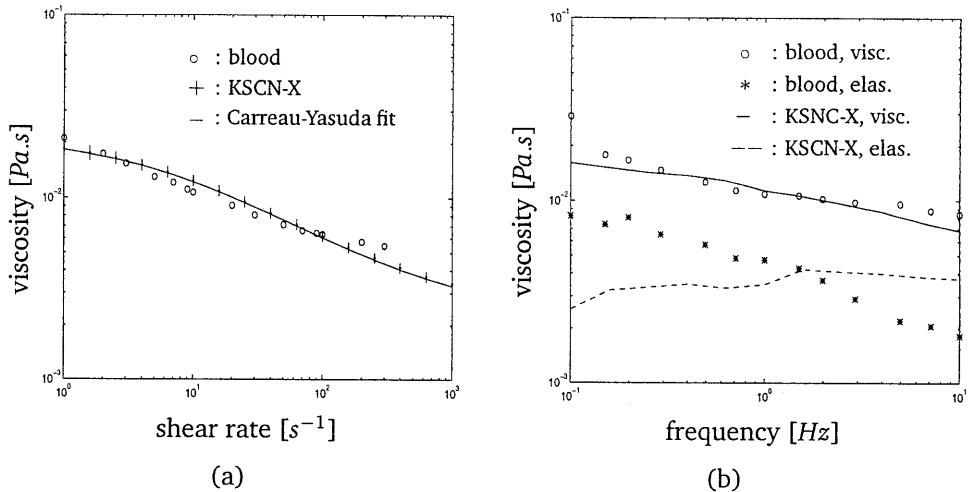 10⁻¹
10⁻²
10⁻³
viscosity [Pa.s]
○ : blood
+ : KSCN-X
– : Carreau-Yasuda fit
10⁰ 10¹ 10² 10³
shear rate [s⁻¹]
(a)
10⁻¹
10⁻²
10⁻³
viscosity [Pa.s]
○ : blood, visc.
* : blood, elas.
– : KSNC-X, visc.
--- : KSCN-X, elas.
10⁻¹ 10⁰ 10¹
frequency [Hz]
(b)